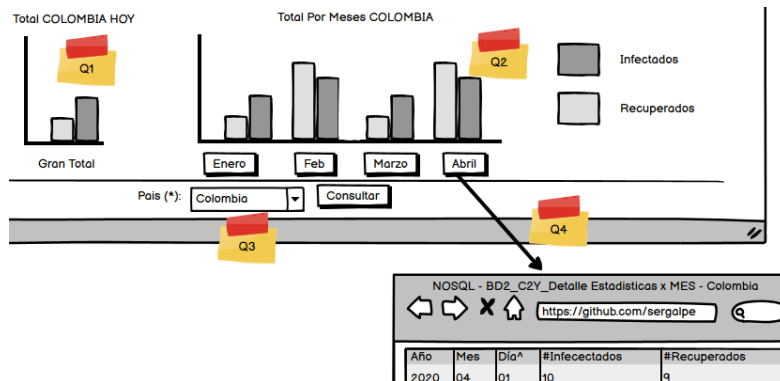 Total COLOMBIA HOY
Total Por Meses COLOMBIA
Q1
Q2
Infectados
Recuperados
Gran Total
Enero
Feb
Marzo
Abril
Pais (*):
Colombia
Consultar
Q3
Q4
NOSQL - BD2_C2Y_Detalle Estadisticas x MES - Colombia
https://github.com/sergalpe
Año Mes Día^ #Infecectados #Recuperados
2020 04 01 10 9